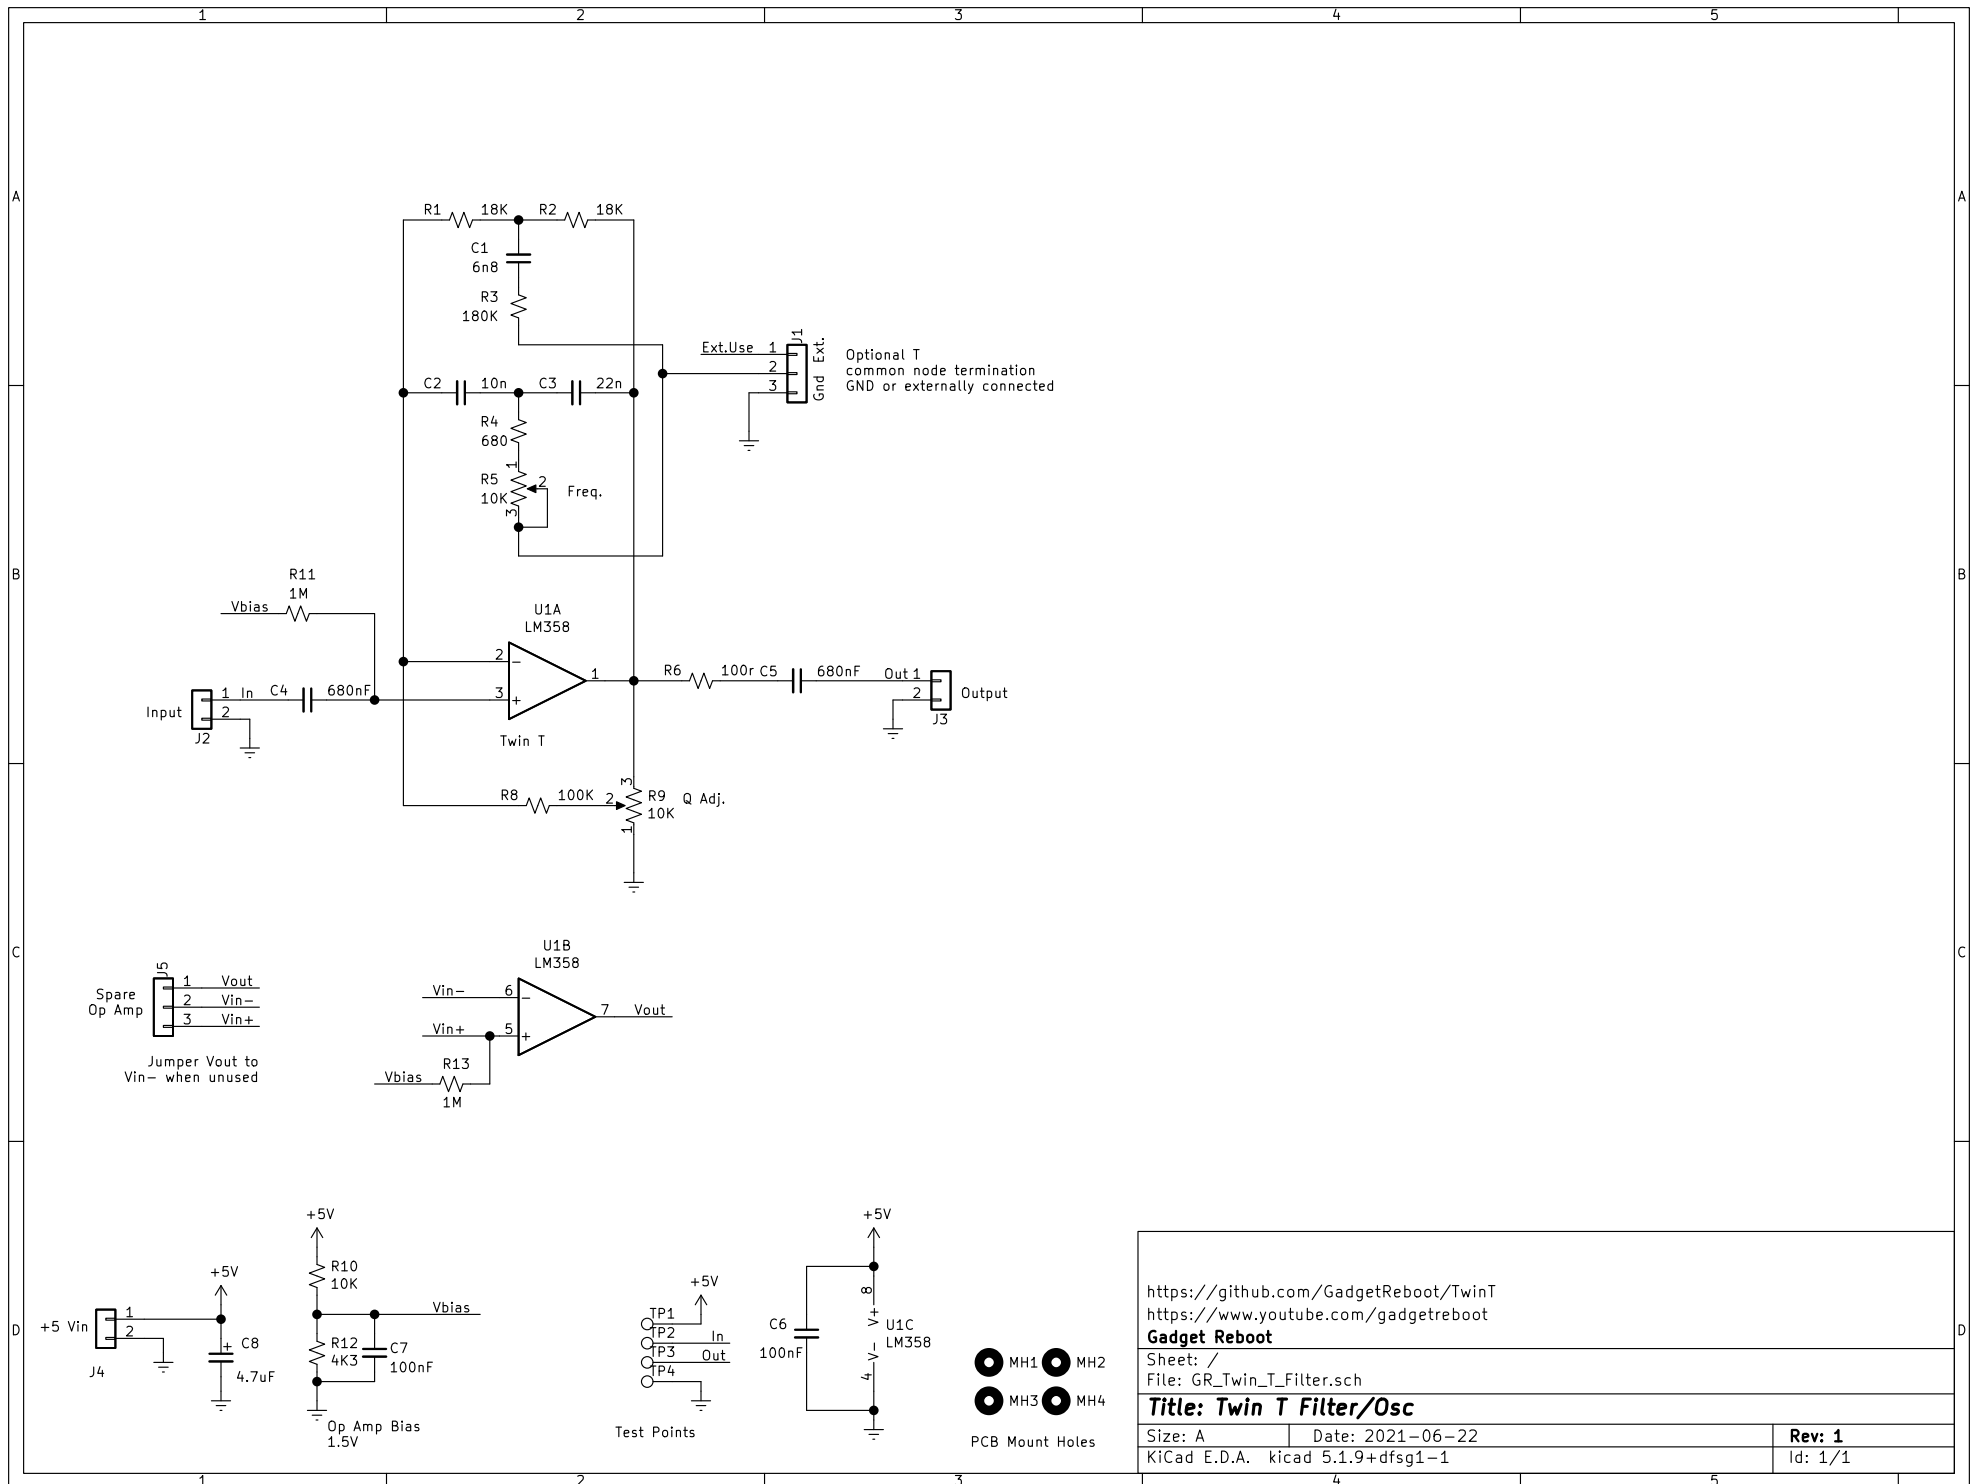 1 2 3 4 5
A A
R1 18K R2 18K
C1
6n8
R3
180K
J1
Ext.Use 1
2
3
Gnd Ext.
Optional T
common node termination
GND or externally connected
C2 10n C3 22n
R4
680
R5
10K
1
2
3
Freq.
B B
R11
1M
Vbias
U1A
LM358
2 −
3 +
1
R6 100r C5 680nF Out 1
2
Output
J3
Input
1 In C4 680nF
2
J2
Twin T
R8 100K 2
3
R9
10K
1
Q Adj.
C C
U1B
LM358
J5
Spare
Op Amp
1 Vout
2 Vin−
3 Vin+
Jumper Vout to
Vin− when unused
Vin− 6 −
Vin+ 5 +
7 Vout
R13
Vbias
1M
D D
+5 Vin
1
2
J4
+5V
+ C8
4.7uF
+5V
R10
10K
Vbias
R12
4K3
C7
100nF
Op Amp Bias
1.5V
+5V
TP1
TP2 In
TP3 Out
TP4
Test Points
+5V
C6
100nF
8 V+
4 V−
U1C
LM358
MH1 MH2
MH3 MH4
PCB Mount Holes
https://github.com/GadgetReboot/TwinT
https://www.youtube.com/gadgetreboot
Gadget Reboot
Sheet: /
File: GR_Twin_T_Filter.sch
Title: Twin T Filter/Osc
Size: A Date: 2021-06-22 Rev: 1
KiCad E.D.A. kicad 5.1.9+dfsg1-1 Id: 1/1
1 2 3 4 5